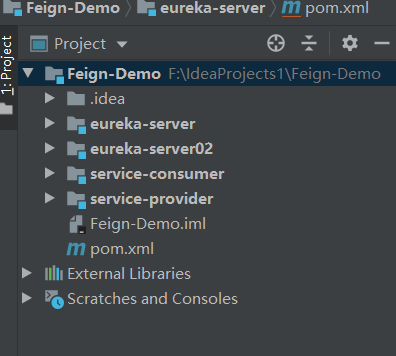 Feign-Demo eureka-server m pom.xml
1: Project
Project
Feign-Demo F:\IdeaProjects1\Feign-Demo
.idea
eureka-server
eureka-server02
service-consumer
service-provider
Feign-Demo.iml
m pom.xml
External Libraries
Scratches and Consoles